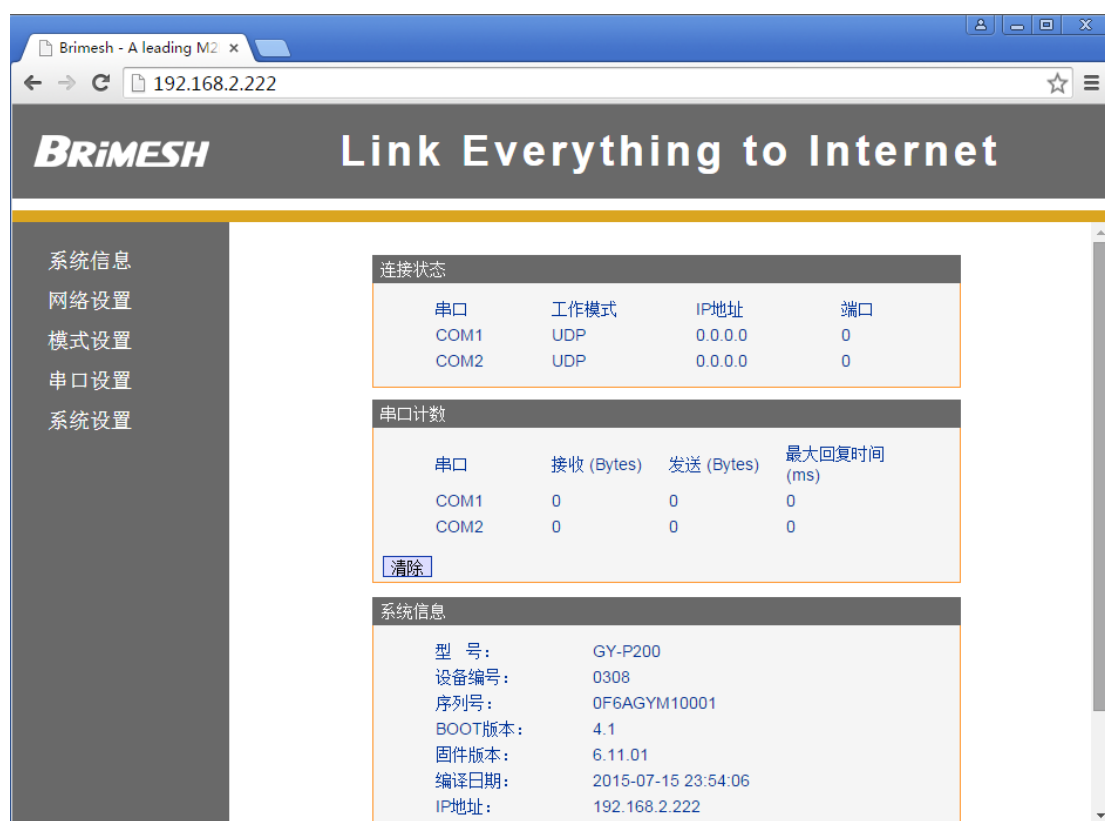 Brimesh - A leading M2
192.168.2.222
BRiMESH
Link Everything to Internet
系统信息
网络设置
模式设置
串口设置
系统设置
连接状态
串口 工作模式 IP地址 端口
COM1 UDP 0.0.0.0 0
COM2 UDP 0.0.0.0 0
串口计数
串口 接收 (Bytes) 发送 (Bytes) 最大回复时间
(ms)
COM1 0 0 0
COM2 0 0 0
清除
系统信息
型 号： GY-P200
设备编号： 0308
序列号： 0F6AGYM10001
BOOT版本： 4.1
固件版本： 6.11.01
编译日期： 2015-07-15 23:54:06
IP地址： 192.168.2.222